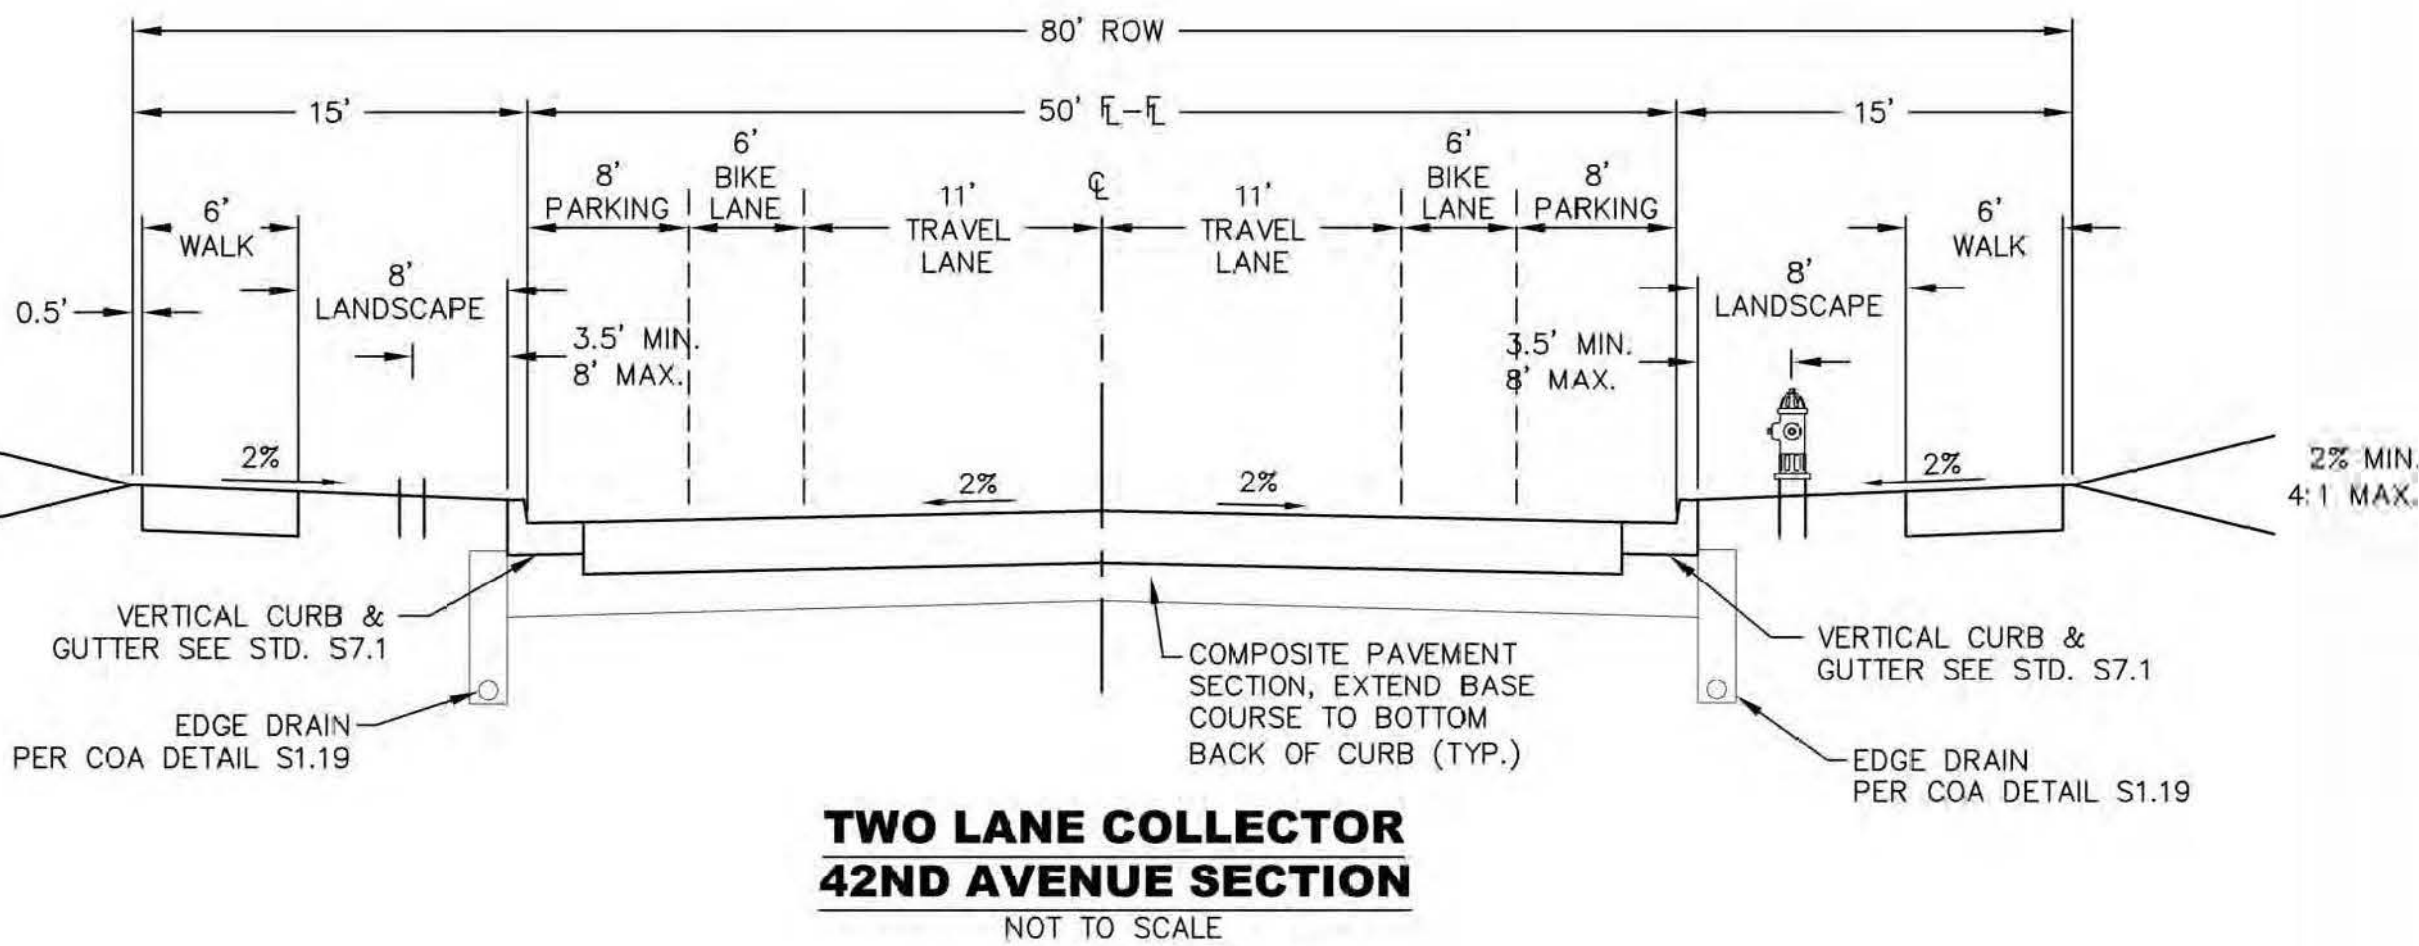 80' ROW
15'
50' FL-FL
15'
6'
BIKE
LANE
6'
BIKE
LANE
8'
PARKING
8'
PARKING
11'
TRAVEL
LANE
CL
11'
TRAVEL
LANE
6'
WALK
6'
WALK
8'
LANDSCAPE
8'
LANDSCAPE
0.5'
3.5' MIN.
8' MAX.
3.5' MIN.
8' MAX.
2%
2%
2%
2%
2% MIN.
4:1 MAX.
VERTICAL CURB &
GUTTER SEE STD. S7.1
EDGE DRAIN
PER COA DETAIL S1.19
COMPOSITE PAVEMENT
SECTION, EXTEND BASE
COURSE TO BOTTOM
BACK OF CURB (TYP.)
VERTICAL CURB &
GUTTER SEE STD. S7.1
EDGE DRAIN
PER COA DETAIL S1.19
TWO LANE COLLECTOR
42ND AVENUE SECTION
NOT TO SCALE